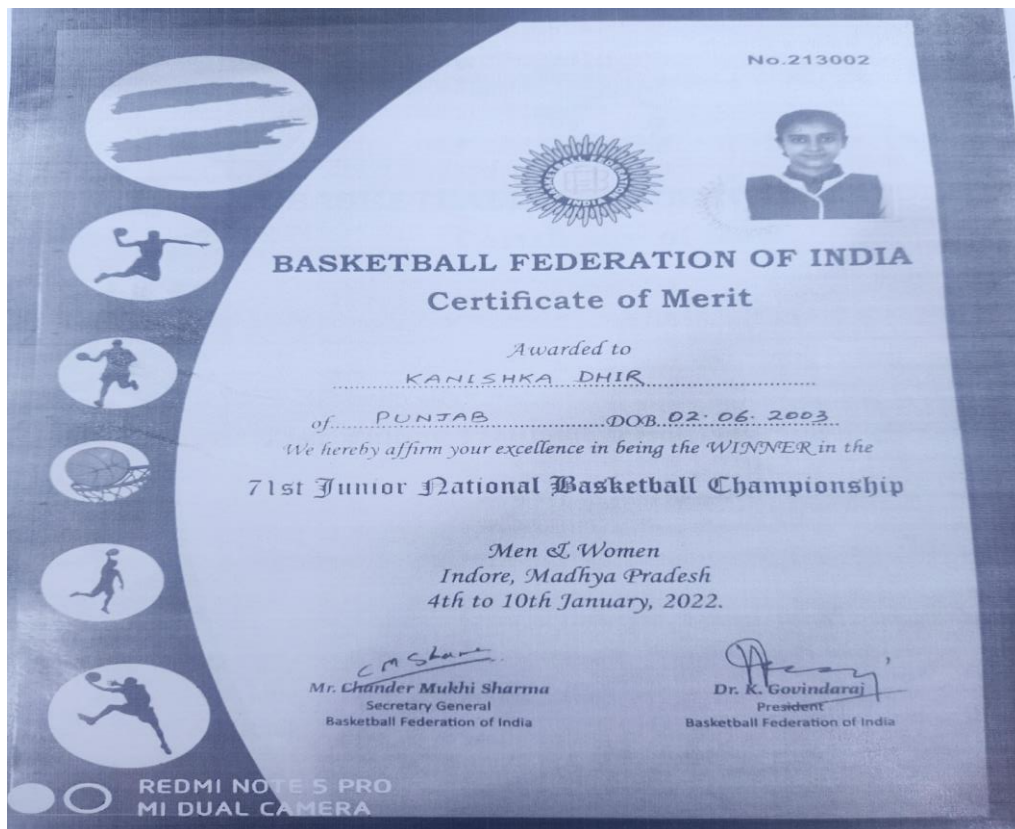 No.213002
BASKETBALL FEDERATION OF INDIA
Certificate of Merit
Awarded to
KANISHKA DHIR
of PUNJAB DOB 02.06.2003
We hereby affirm your excellence in being the WINNER in the
71st Junior National Basketball Championship
Men & Women
Indore, Madhya Pradesh
4th to 10th January, 2022.
C M Sharma
Mr. Chander Mukhi Sharma
Secretary General
Basketball Federation of India
Dr. K. Govindaraj
President
Basketball Federation of India
REDMI NOTE 5 PRO
MI DUAL CAMERA